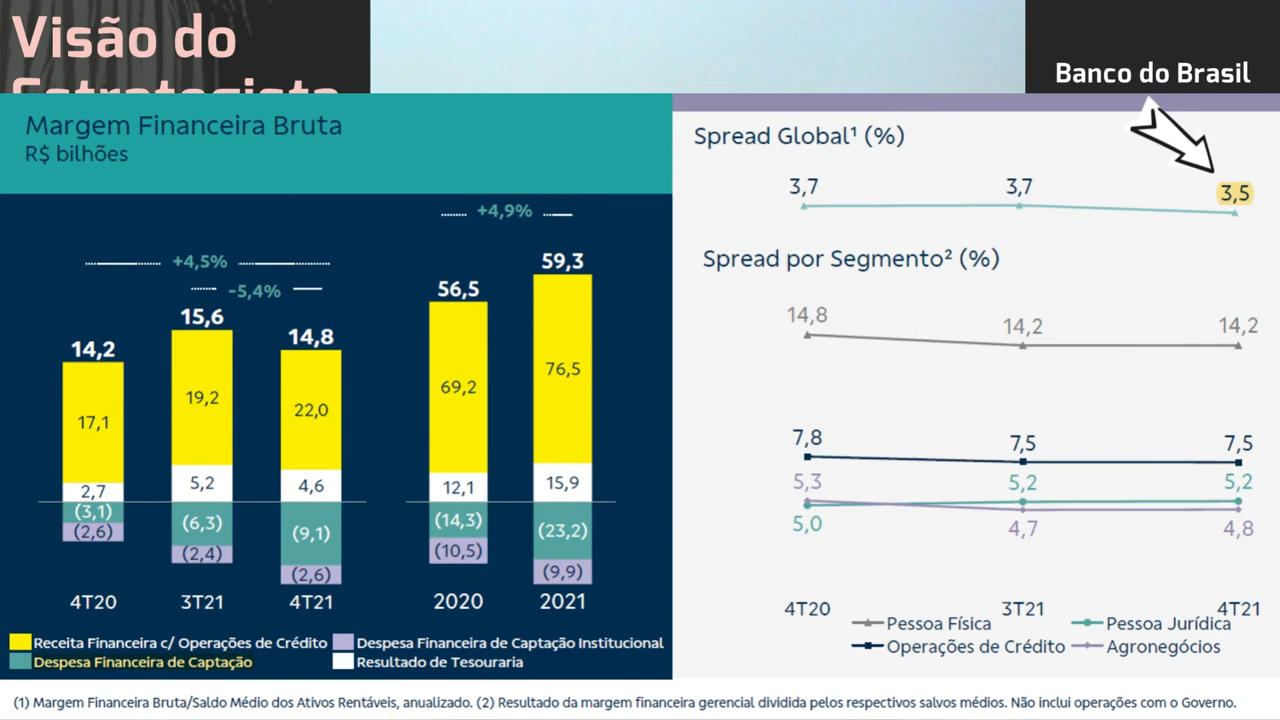 Visão do
Estrategista
Banco do Brasil
Margem Financeira Bruta
R$ bilhões
+4,9%
+4,5%
-5,4%
14,2
15,6
14,8
56,5
59,3
17,1
19,2
22,0
69,2
76,5
2,7
5,2
4,6
12,1
15,9
(3,1)
(6,3)
(9,1)
(14,3)
(23,2)
(2,6)
(2,4)
(2,6)
(10,5)
(9,9)
4T20 3T21 4T21 2020 2021
Receita Financeira c/ Operações de Crédito
Despesa Financeira de Captação Institucional
Despesa Financeira de Captação
Resultado de Tesouraria
Spread Global¹ (%)
3,7 3,7 3,5
Spread por Segmento² (%)
14,8 14,2 14,2
7,8 7,5 7,5
5,3 5,2 5,2
5,0 4,7 4,8
4T20 3T21 4T21
Pessoa Física
Pessoa Jurídica
Operações de Crédito
Agronegócios
(1) Margem Financeira Bruta/Saldo Médio dos Ativos Rentáveis, anualizado. (2) Resultado da margem financeira gerencial dividida pelos respectivos salvos médios. Não inclui operações com o Governo.